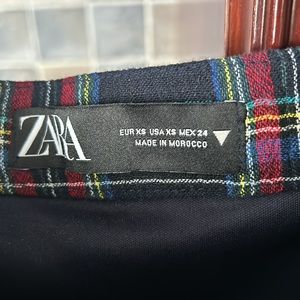 ZARA
EUR XS USA XS MEX 24
MADE IN MOROCCO